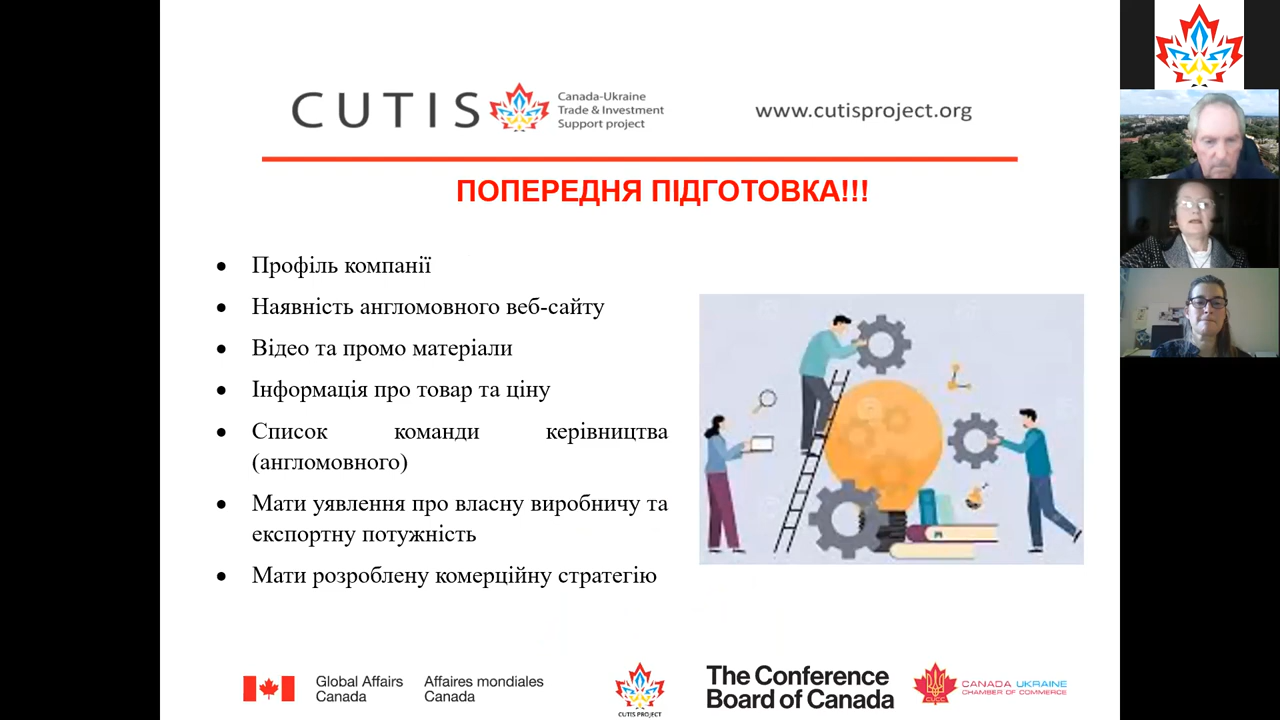 CUTIS
Canada-Ukraine
Trade & Investment
Support project
www.cutisproject.org
ПОПЕРЕДНЯ ПІДГОТОВКА!!!
• Профіль компанії
• Наявність англомовного веб-сайту
• Відео та промо матеріали
• Інформація про товар та ціну
• Список команди керівництва
(англомовного)
• Мати уявлення про власну виробничу та
експортну потужність
• Мати розроблену комерційну стратегію
Global Affairs
Canada
Affaires mondiales
Canada
CUTIS PROJECT
The Conference
Board of Canada
CUCC
CANADA UKRAINE
CHAMBER OF COMMERCE